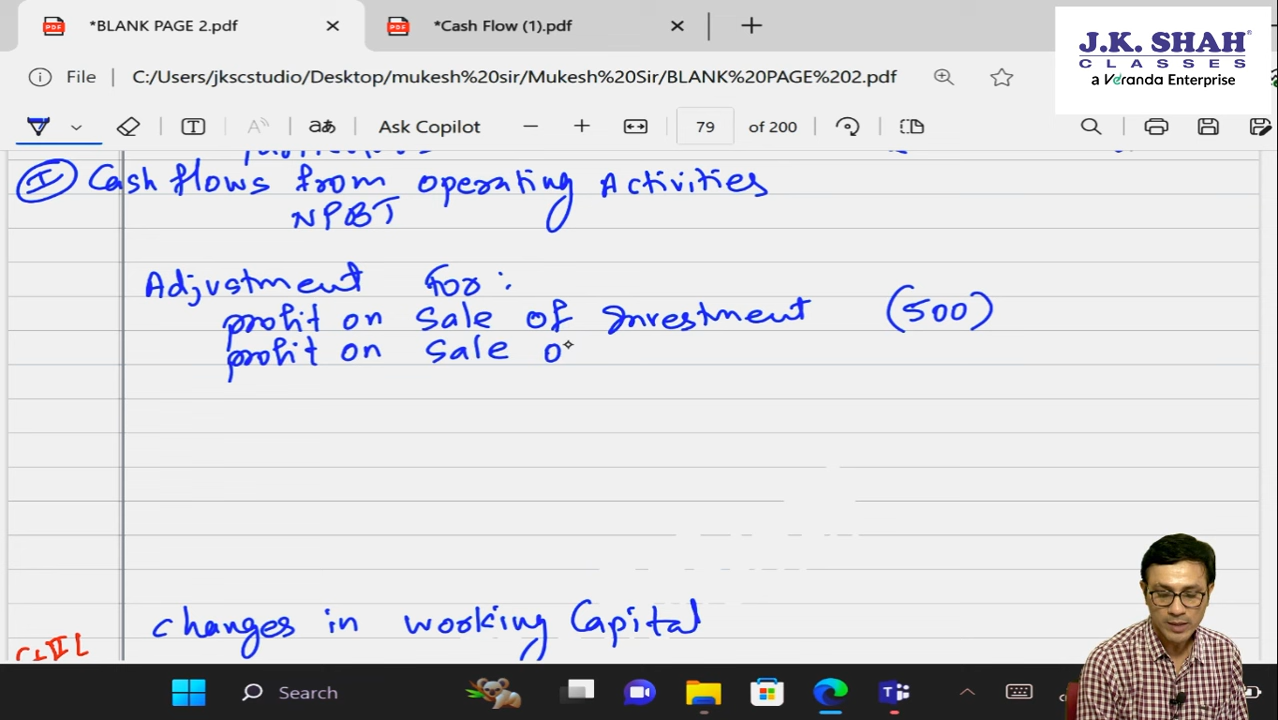 *BLANK PAGE 2.pdf
*Cash Flow (1).pdf
J.K. SHAH
CLASSES
a Veranda Enterprise
File
C:/Users/jkscstudio/Desktop/mukesh%20sir/Mukesh%20Sir/BLANK%20PAGE%202.pdf
Ask Copilot
79 of 200
I Cash flows from operating Activities
NPBT
Adjustment for:
profit on Sale of Investment (500)
profit on Sale o
Changes in working Capital
Search